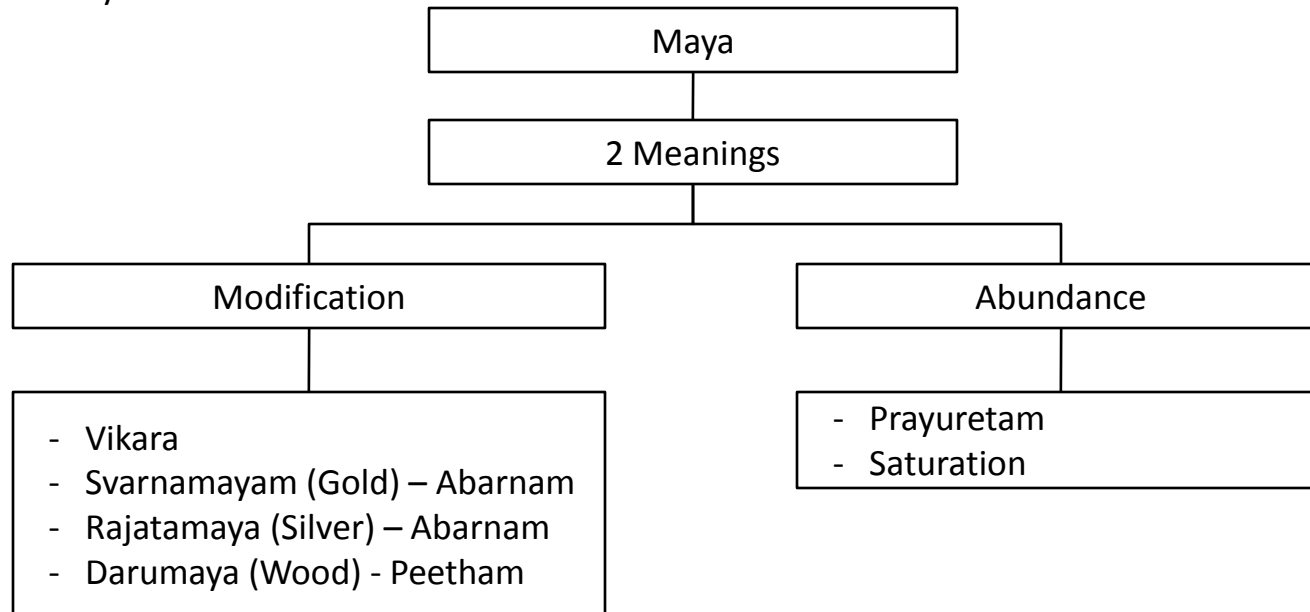 Maya
2 Meanings
Modification
Abundance
- Vikara
- Svarnamayam (Gold) – Abarnam
- Rajatamaya (Silver) – Abarnam
- Darumaya (Wood) - Peetham
- Prayuretam
- Saturation